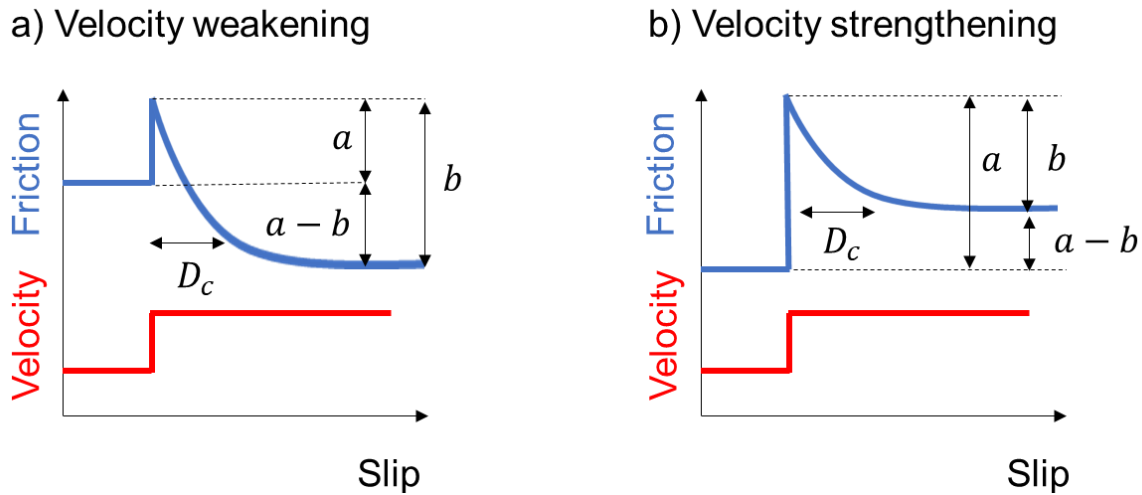 a) Velocity weakening
Friction
Velocity
a
b
a − b
D_c
Slip
b) Velocity strengthening
Friction
Velocity
a
b
a − b
D_c
Slip